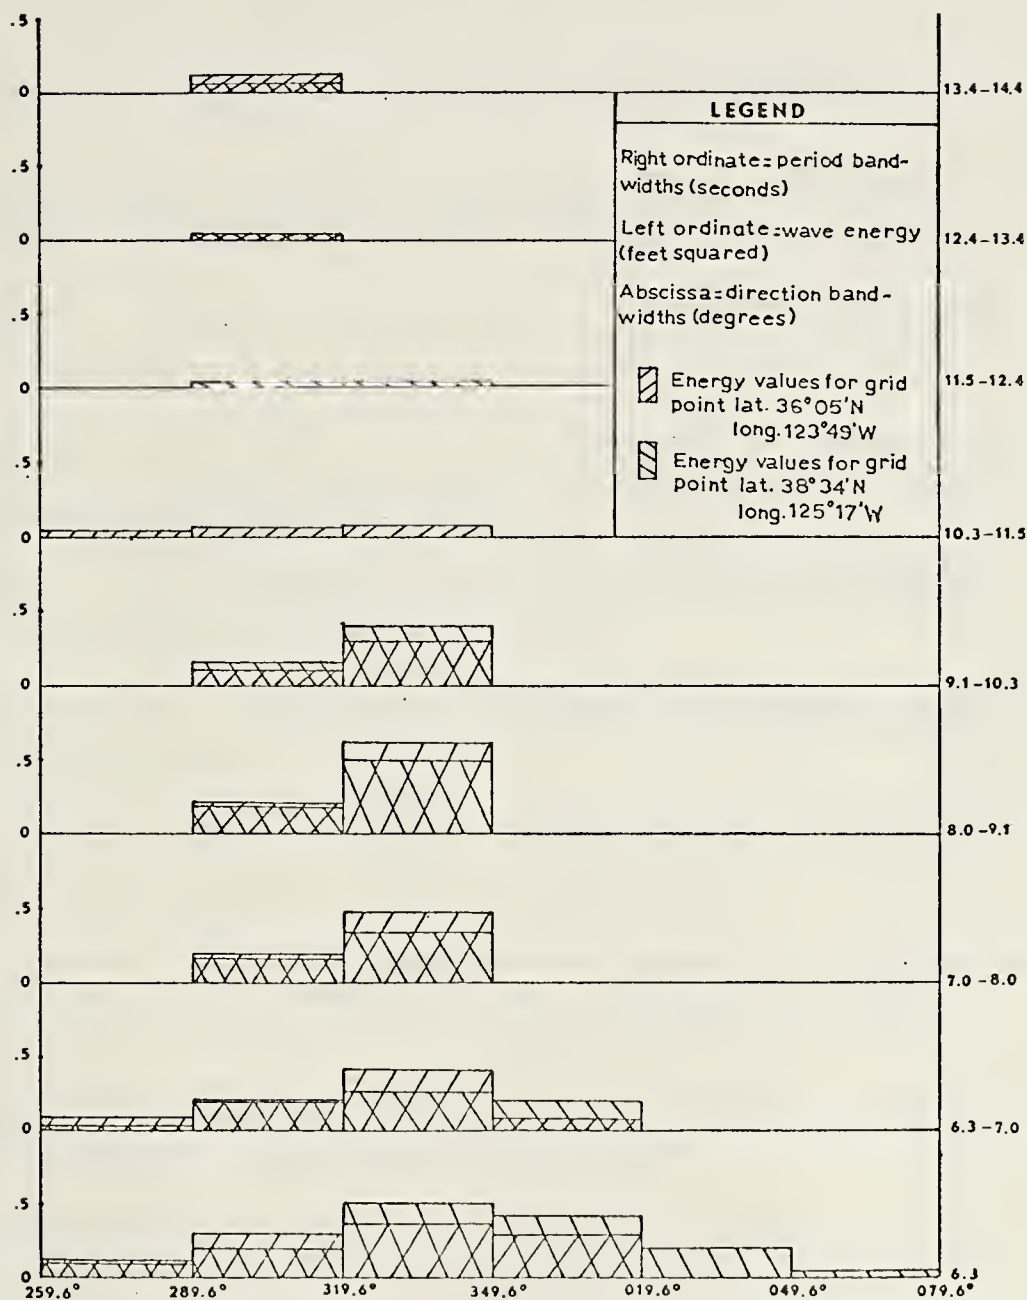 .5
0
13.4-14.4
LEGEND
Right ordinate = period band-
widths (seconds)
Left ordinate = wave energy
(feet squared)
Abscissa = direction band-
widths (degrees)
Energy values for grid
point lat. 36°05'N
long. 123°49'W
Energy values for grid
point lat. 38°34'N
long. 125°17'W
.5
0
12.4-13.4
.5
0
11.5-12.4
.5
0
10.3-11.5
.5
0
9.1-10.3
.5
0
8.0-9.1
.5
0
7.0-8.0
.5
0
6.3-7.0
.5
0
6.3
259.6° 289.6° 319.6° 349.6° 019.6° 049.6° 079.6°